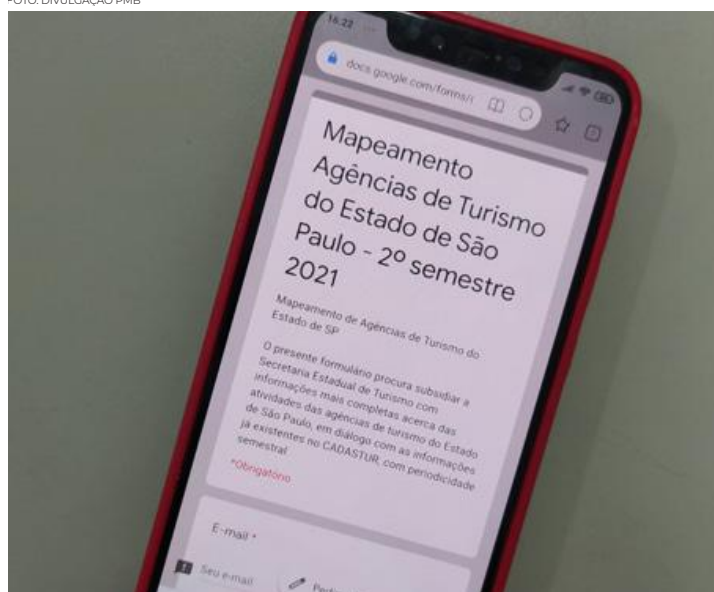 FOTO: DIVULGAÇÃO PMB
16.22
docs.google.com/forms/
Mapeamento
Agências de Turismo
do Estado de São
Paulo - 2º semestre
2021
Mapeamento de Agências de Turismo do
Estado de SP
O presente formulário procura subsidiar a
Secretaria Estadual de Turismo com
informações mais completas acerca das
atividades das agências de turismo do Estado
de São Paulo, em diálogo com as informações
já existentes no CADASTUR, com periodicidade
semestral
*Obrigatório
E-mail *
Seu e-mail